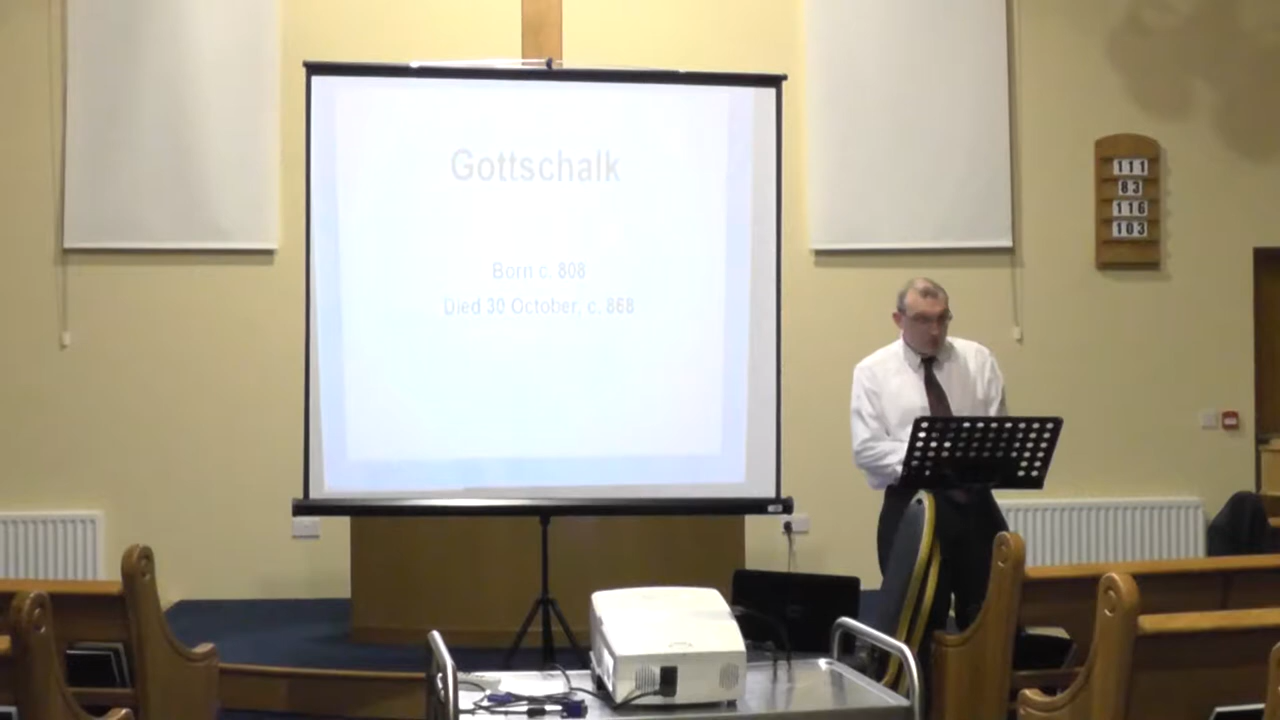 Gottschalk
Born c. 808
Died 30 October, c. 868
111
83
116
103